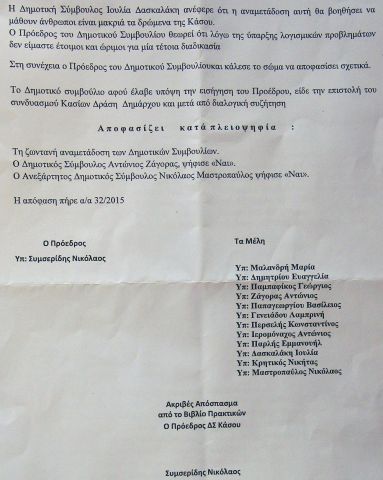 Η Δημοτική Σύμβουλος Ιουλία Δασκαλάκη ανέφερε ότι η αναμετάδοση αυτή θα βοηθήσει να
μάθουν άνθρωποι είναι μακριά τα δρώμενα της Κάσου.
Ο Πρόεδρος του Δημοτικού Συμβουλίου θεωρεί ότι λόγω της ύπαρξης λογισμικών προβλημάτων
δεν είμαστε έτοιμοι και ώριμοι για μία τέτοια διαδικασία
Στη συνέχεια ο Πρόεδρος του Δημοτικού Συμβουλίουκαι κάλεσε το σώμα να αποφασίσει σχετικά.
Το Δημοτικό συμβούλιο αφού έλαβε υπόψη την εισήγηση του Προέδρου, είδε την επιστολή του
συνδυασμού Κασίων Δράση Δημάρχου και μετά από διαλογική συζήτηση
Αποφασίζει κατά πλειοψηφία :
Τη ζωντανή αναμετάδοση των Δημοτικών Συμβουλίων.
Ο Δημοτικός Σύμβουλος Αντώνιος Ζάγορας, ψήφισε «Ναι».
Ο Ανεξάρτητος Δημοτικός Σύμβουλος Νικόλαος Μαστροπαύλος ψήφισε «Ναι».
Η απόφαση πήρε α/α 32/2015
Ο Πρόεδρος
Υπ: Συμσερίδης Νικόλαος
Τα Μέλη
Υπ: Μαλανδρή Μαρία
Υπ: Δημητρίου Ευαγγελία
Υπ: Παμπαφίκος Γεώργιος
Υπ: Ζάγορας Αντώνιος
Υπ: Παπαγεωργίου Βασίλειος
Υπ: Γενειάδου Λαμπρινή
Υπ: Περσελής Κωνσταντίνος
Υπ: Ιερομόναχος Αντώνιος
Υπ: Παρλής Εμμανουήλ
Υπ: Δασκαλάκη Ιουλία
Υπ: Κρητικός Νικήτας
Υπ: Μαστροπαύλος Νικόλαος
Ακριβές Απόσπασμα
από το Βιβλίο Πρακτικών
Ο Πρόεδρος ΔΣ Κάσου
Συμσερίδης Νικόλαος